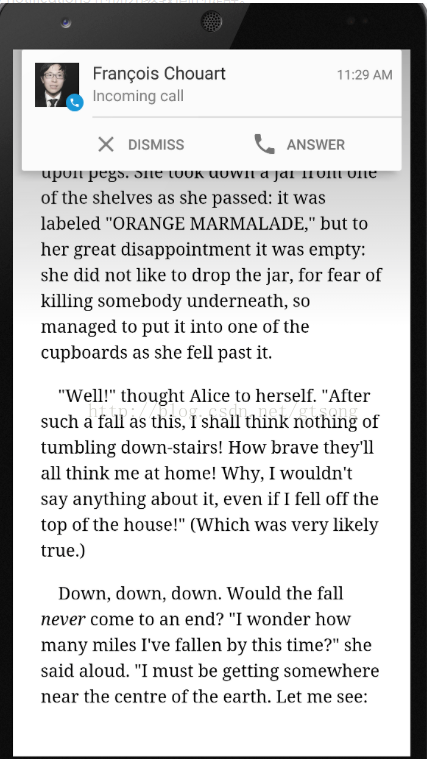 François Chouart
11:29 AM
Incoming call
DISMISS
ANSWER
upon pegs. She took down a jar from one
of the shelves as she passed: it was
labeled "ORANGE MARMALADE," but to
her great disappointment it was empty:
she did not like to drop the jar, for fear of
killing somebody underneath, so
managed to put it into one of the
cupboards as she fell past it.
"Well!" thought Alice to herself. "After
http://blog.csdn.net/gtsong
such a fall as this, I shall think nothing of
tumbling down-stairs! How brave they'll
all think me at home! Why, I wouldn't
say anything about it, even if I fell off the
top of the house!" (Which was very likely
true.)
Down, down, down. Would the fall
never come to an end? "I wonder how
many miles I've fallen by this time?" she
said aloud. "I must be getting somewhere
near the centre of the earth. Let me see: